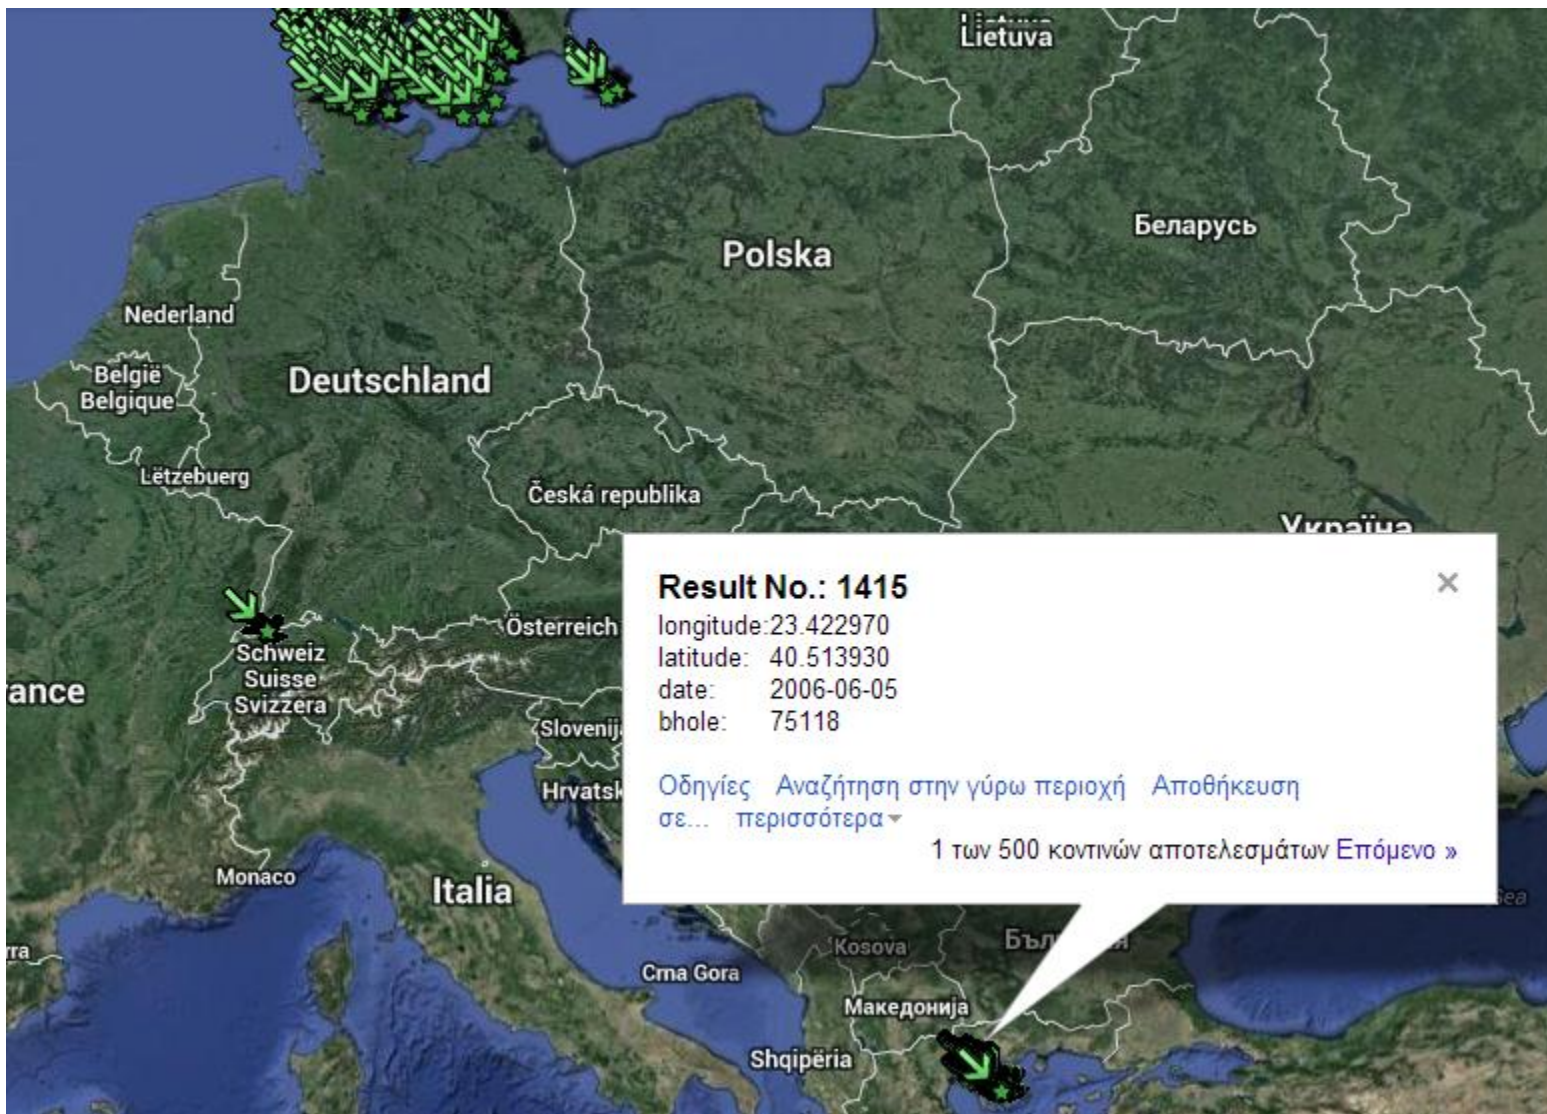 Lietuva
Беларусь
Polska
Nederland
België
Belgique
Deutschland
Lëtzebuerg
Česká republika
Україна
Österreich
Schweiz
Suisse
Svizzera
ance
Slovenij
Hrvatsk
Result No.: 1415
longitude:23.422970
latitude: 40.513930
date: 2006-06-05
bhole: 75118
Οδηγίες Αναζήτηση στην γύρω περιοχή Αποθήκευση
σε... περισσότερα
1 των 500 κοντινών αποτελεσμάτων Επόμενο »
Monaco
Italia
Sea
rra
Kosova
Crna Gora
Македонија
Shqipëria